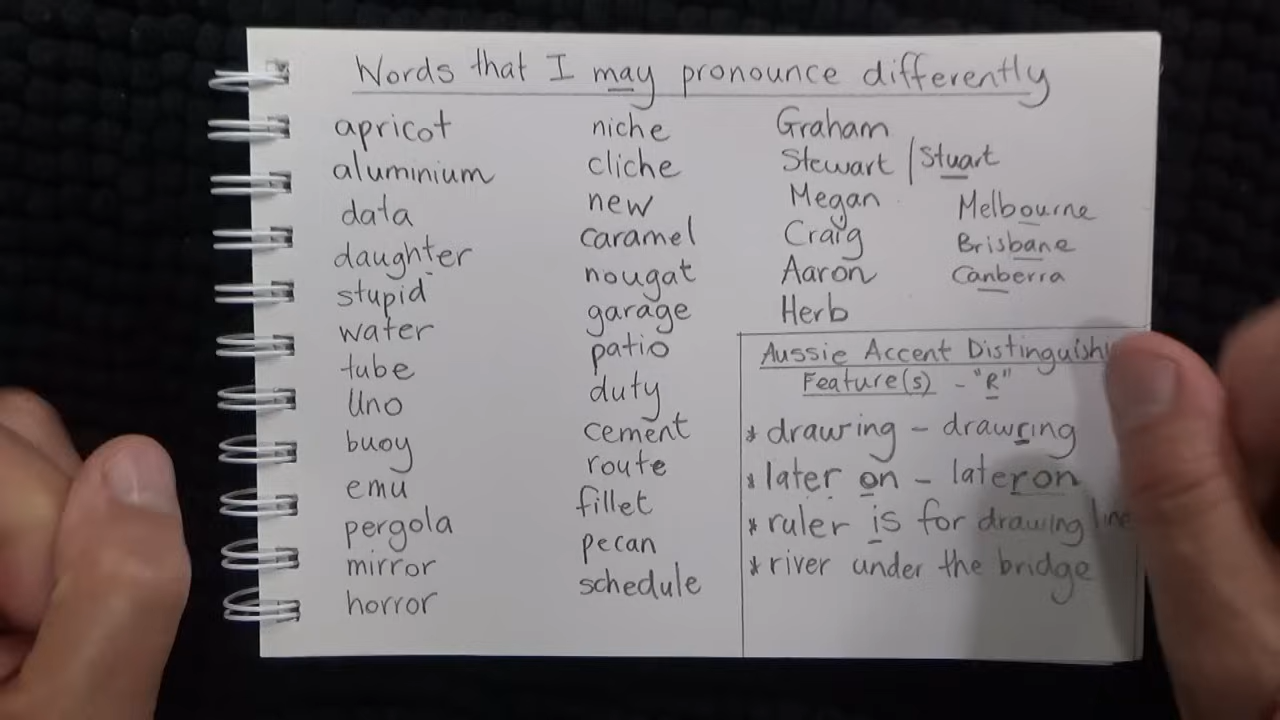 Words that I may pronounce differently
apricot
aluminium
data
daughter
stupid
water
tube
Uno
buoy
emu
pergola
mirror
horror
niche
cliche
new
caramel
nougat
garage
patio
duty
cement
route
fillet
pecan
schedule
Graham
Stewart / Stuart
Megan
Craig
Aaron
Herb
Melbourne
Brisbane
Canberra
Aussie Accent
Feature(s) - "R"
* drawing - drawring
* later on - lateron
* ruler is for drawing
* river under the bridge